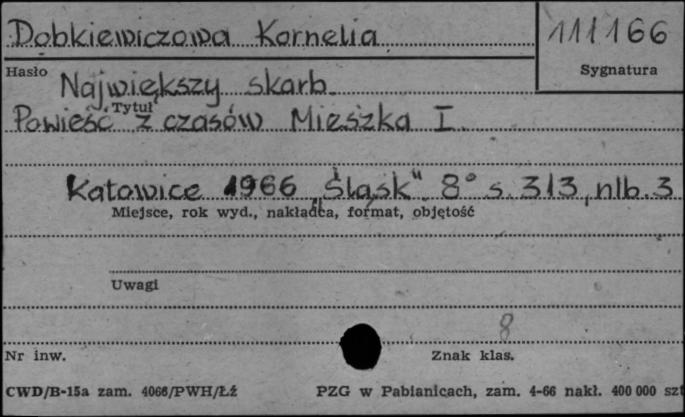 Dobkiewiczowa Kornelia
111166
Hasło
Sygnatura
Największy skarb.
Tytuł
Powieść z czasów Mieszka I.
Katowice 1966 „Śląsk" 8° s. 313, nlb. 3
Miejsce, rok wyd., nakładca, format, objętość
Uwagi
8
Nr inw.
Znak klas.
CWD/B-15a zam. 4066/PWH/Łź
PZG w Pabianicach, zam. 4-66 nakł. 400 000 szt